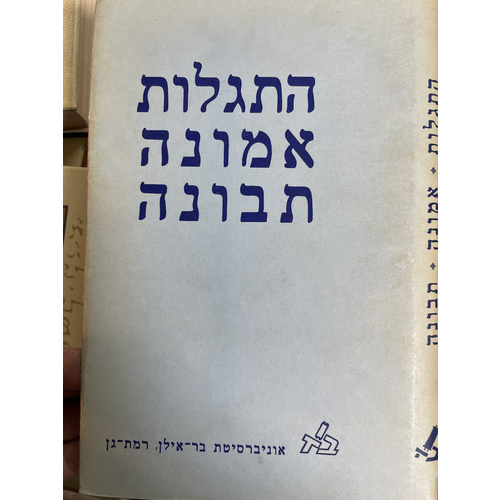 התגלות
אמונה
תבונה
אוניברסיטת בר-אילן, רמת-גן
התגלות • אמונה • תבונה